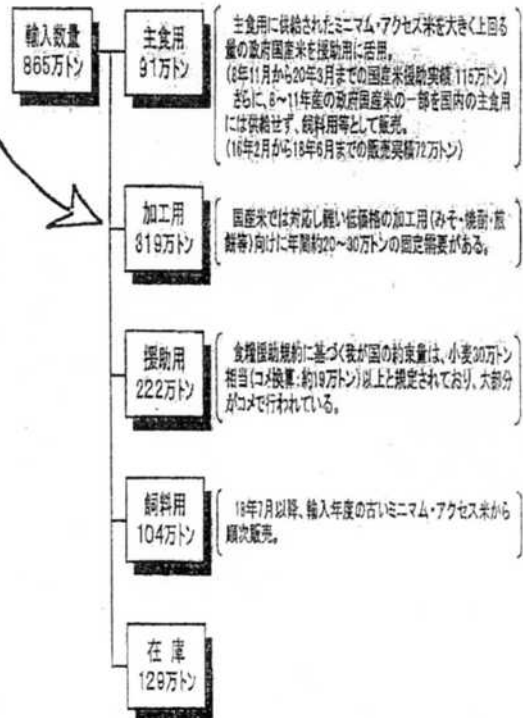 輸入数量
865万トン
主食用
91万トン
主食用に供給されたミニマム・アクセス米を大きく上回る
量の政府国産米を援助用に活用。
(8年11月から20年3月までの国産米援助実績 115万トン)
さらに、8~11年産の政府国産米の一部を国内の主食用
には供給せず、飼料用等として販売。
(16年2月から18年6月までの販売実績72万トン)
加工用
319万トン
国産米では対応し難い低価格の加工用(みそ・焼酎・煎
餅等)向けに年間約20~30万トンの固定需要がある。
援助用
222万トン
食糧援助規約に基づく我が国の約束量は、小麦30万トン
相当(コメ換算:約19万トン)以上と規定されており、大部分
がコメで行われている。
飼料用
104万トン
18年7月以降、輸入年度の古いミニマム・アクセス米から
順次販売。
在庫
129万トン